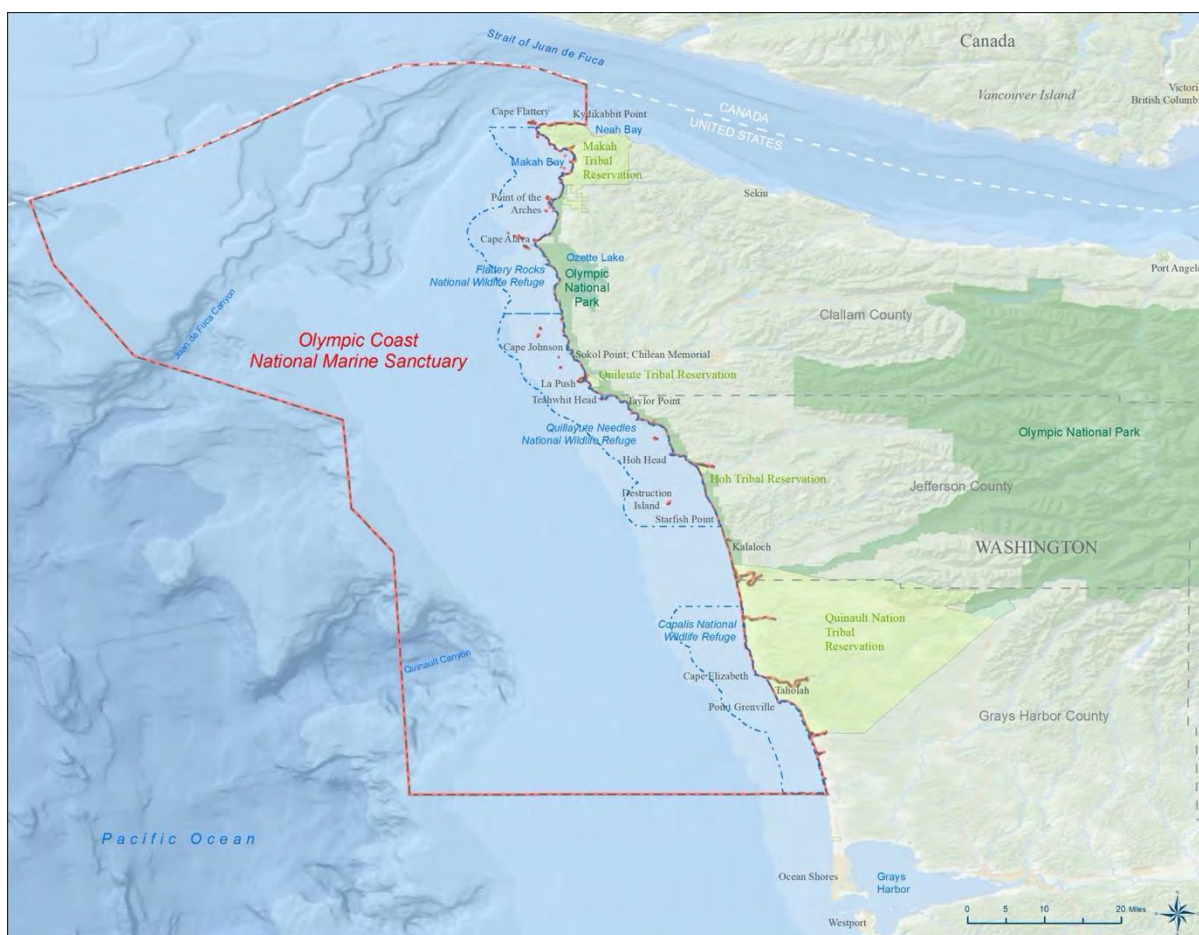 Strait of Juan de Fuca
Canada
Vancouver Island
Victori
British Colum
CANADA
UNITED STATES
Cape Flattery
Kydikabbit Point
Neah Bay
Makah Bay
Makah
Tribal
Reservation
Sekiu
Point of the
Arches
Cape Alava
Ozette Lake
Port Angele
Flattery Rocks
National Wildlife Refuge
Olympic
National
Park
Juan de Fuca Canyon
Clallam County
Olympic Coast
National Marine Sanctuary
Cape Johnson
Sokol Point; Chilean Memorial
La Push
Quileute Tribal Reservation
Teahwhit Head
Taylor Point
Quillayute Needles
National Wildlife Refuge
Olympic National Park
Hoh Head
Hoh Tribal Reservation
Jefferson County
Destruction
Island
Starfish Point
Kalaloch
WASHINGTON
Copalis National
Wildlife Refuge
Quinault Nation
Tribal
Reservation
Quinault Canyon
Cape Elizabeth
Taholah
Point Grenville
Grays Harbor County
Pacific Ocean
Ocean Shores
Grays
Harbor
Westport
0 5 10 20 Miles